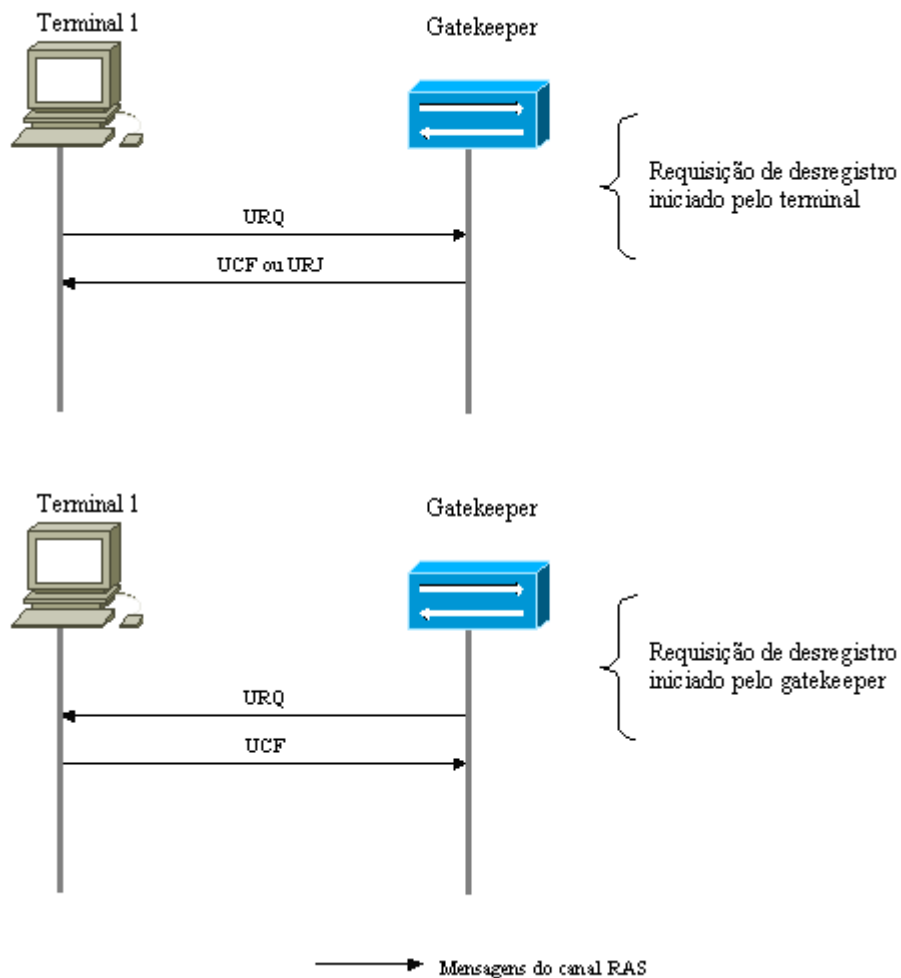 Terminal 1
Gatekeeper
Requisição de desregistro
iniciado pelo terminal
URQ
UCF ou URJ
Terminal 1
Gatekeeper
Requisição de desregistro
iniciado pelo gatekeeper
URQ
UCF
Mensagens do canal RAS